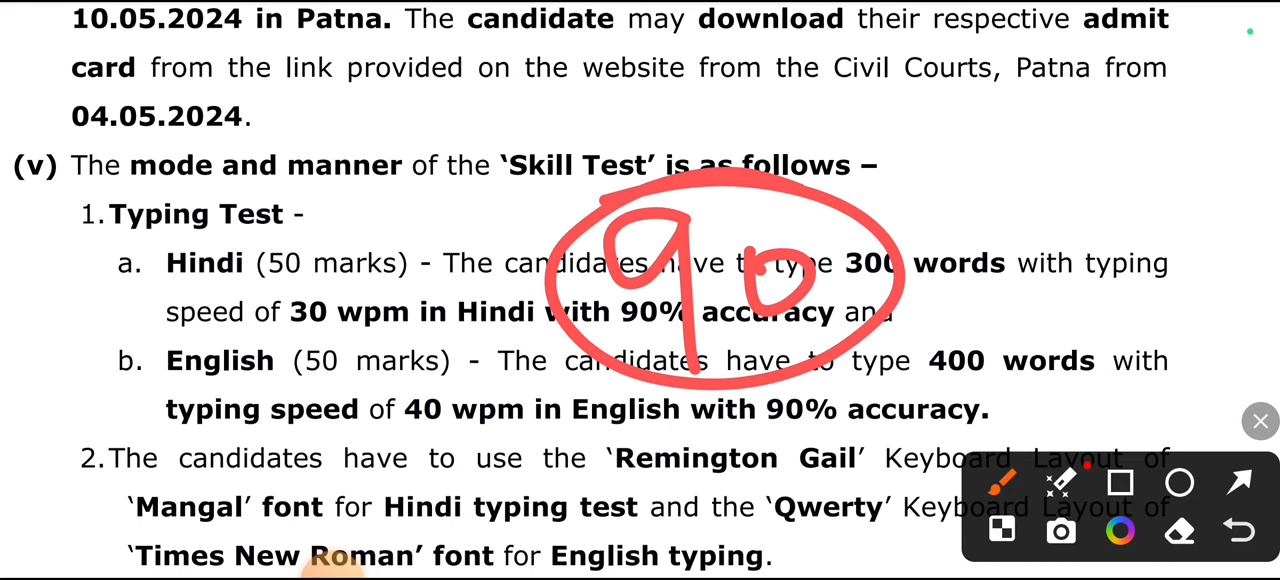 10.05.2024 in Patna. The candidate may download their respective admit
card from the link provided on the website from the Civil Courts, Patna from
04.05.2024.
(v) The mode and manner of the ‘Skill Test’ is as follows –
1. Typing Test -
a. Hindi (50 marks) - The candidates have to type 300 words with typing
speed of 30 wpm in Hindi with 90% accuracy and
90
b. English (50 marks) - The candidates have to type 400 words with
typing speed of 40 wpm in English with 90% accuracy.
2. The candidates have to use the ‘Remington Gail’ Keyboard Layout of
‘Mangal’ font for Hindi typing test and the ‘Qwerty’ Keyboard Layout of
‘Times New Roman’ font for English typing.